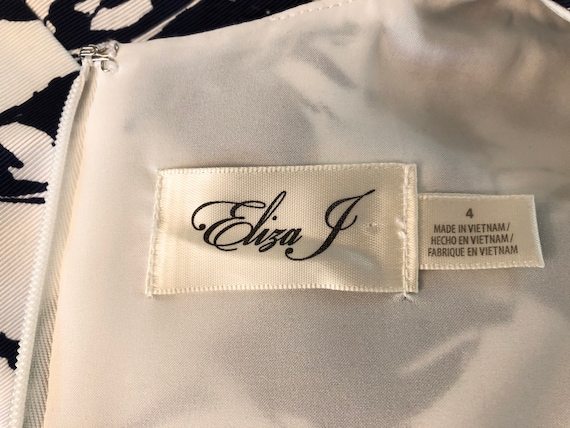 Eliza J
4
MADE IN VIETNAM/
HECHO EN VIETNAM/
FABRIQUE EN VIETNAM